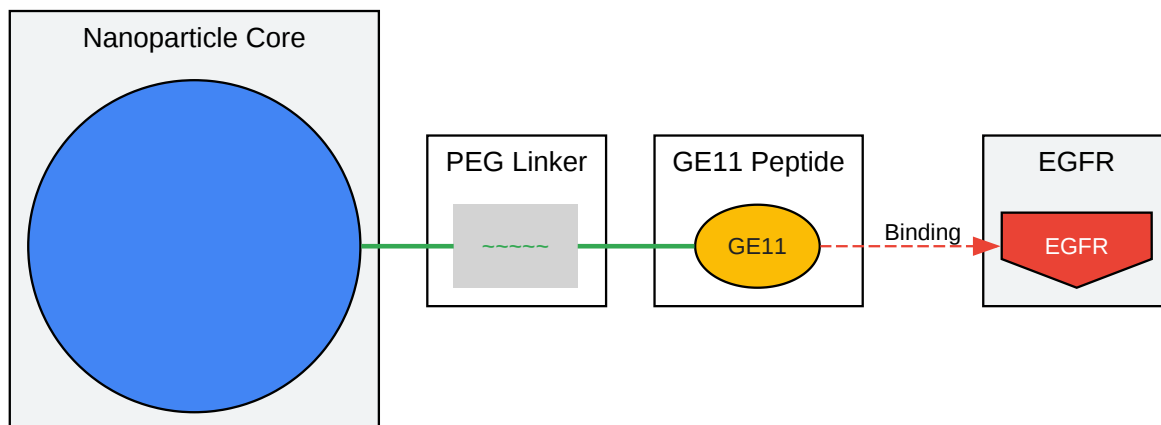 Nanoparticle Core
PEG Linker
~~~~~
GE11 Peptide
GE11
Binding
EGFR
EGFR